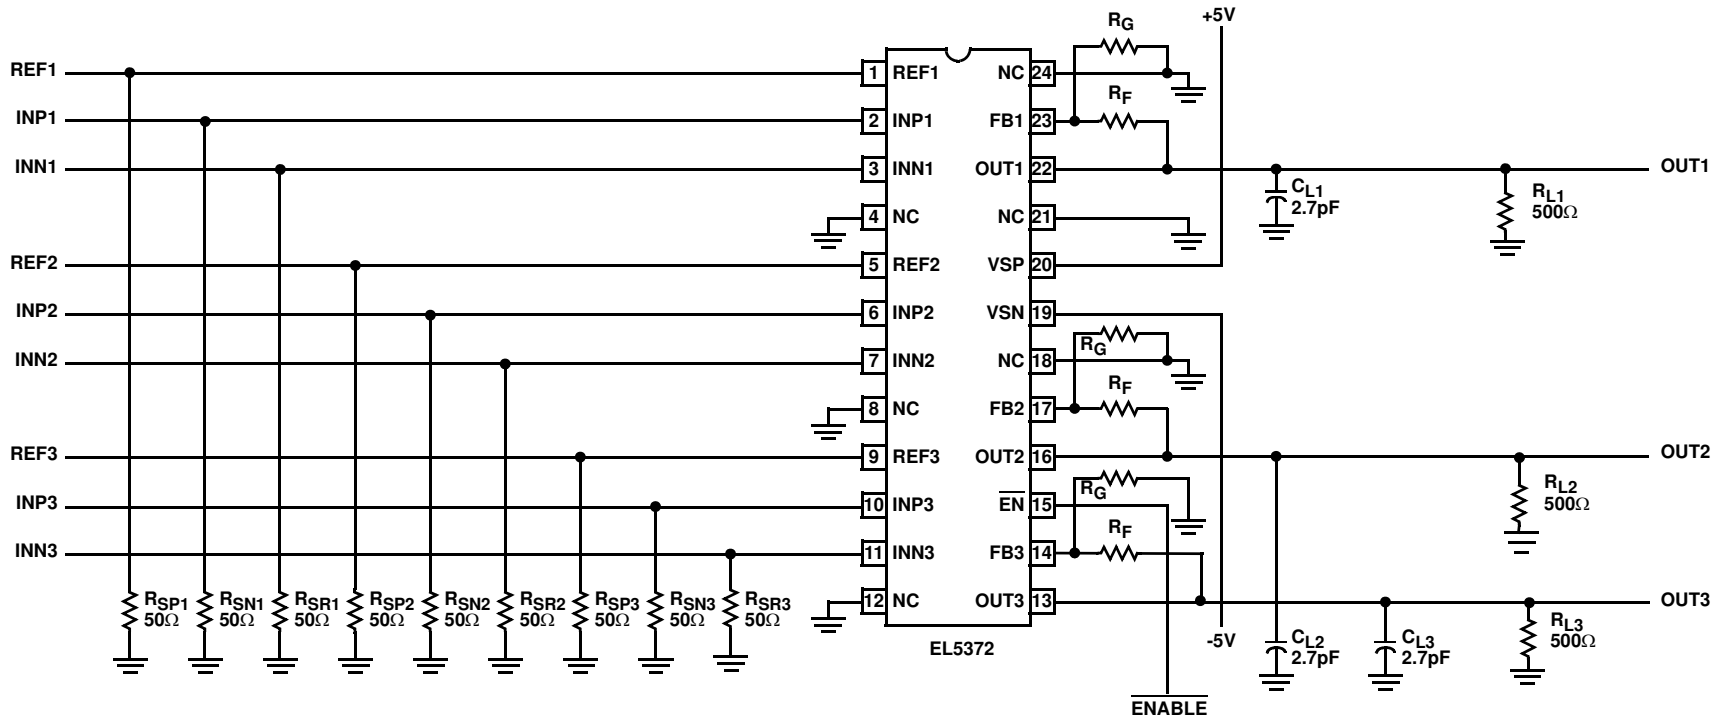 REF1
INP1
INN1
REF2
INP2
INN2
REF3
INP3
INN3
RSP1
50Ω
RSN1
50Ω
RSR1
50Ω
RSP2
50Ω
RSN2
50Ω
RSR2
50Ω
RSP3
50Ω
RSN3
50Ω
RSR3
50Ω
1 REF1
2 INP1
3 INN1
4 NC
5 REF2
6 INP2
7 INN2
8 NC
9 REF3
10 INP3
11 INN3
12 NC
NC 24
FB1 23
OUT1 22
NC 21
VSP 20
VSN 19
NC 18
FB2 17
OUT2 16
EN 15
FB3 14
OUT3 13
EL5372
RG
RF
+5V
RG
RF
RG
RF
-5V
ENABLE
CL1
2.7pF
RL1
500Ω
OUT1
OUT2
RL2
500Ω
OUT3
CL2
2.7pF
CL3
2.7pF
RL3
500Ω